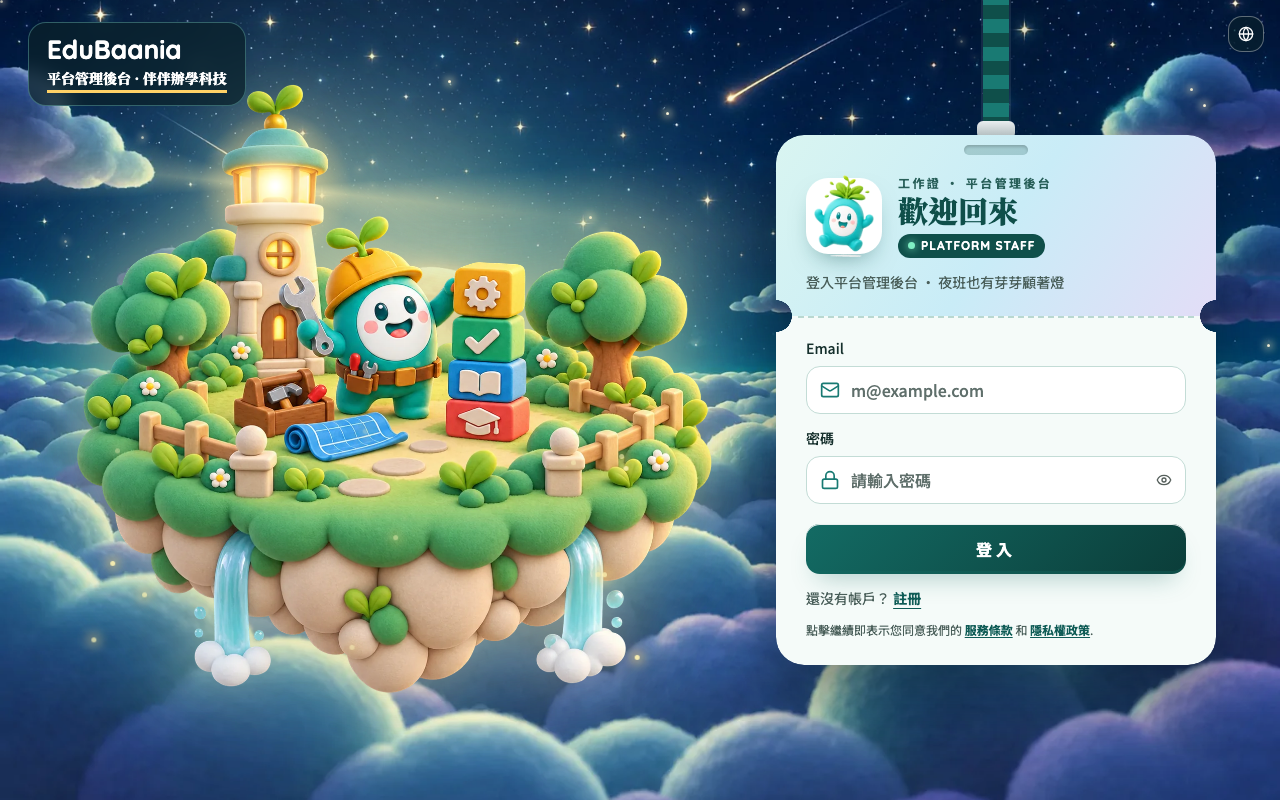 EduBaania
平台管理後台 · 伴伴辦學科技
工作證 · 平台管理後台
歡迎回來
PLATFORM STAFF
登入平台管理後台 · 夜班也有芽芽顧著燈
Email
m@example.com
密碼
請輸入密碼
登入
還沒有帳戶？ 註冊
點擊繼續即表示您同意我們的 服務條款 和 隱私權政策.